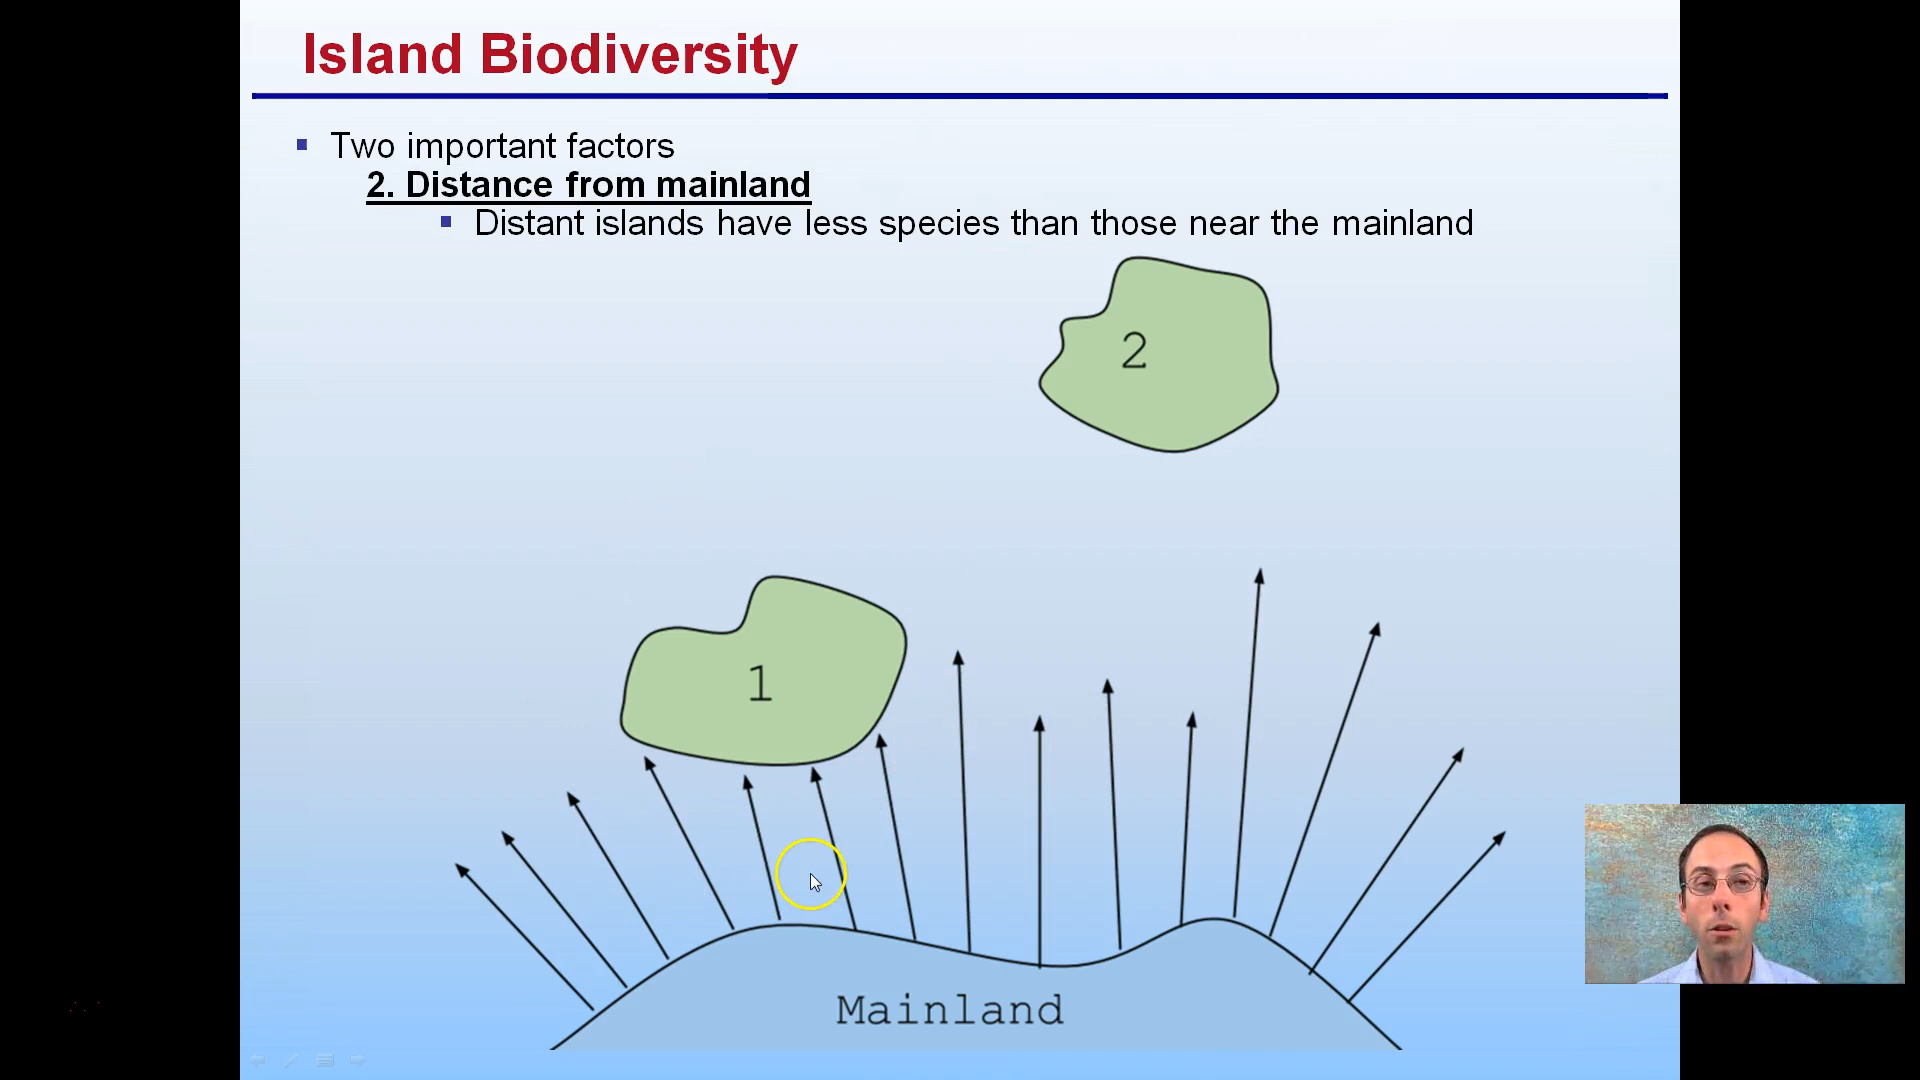 Island Biodiversity
Two important factors
2. Distance from mainland
Distant islands have less species than those near the mainland
2
1
Mainland